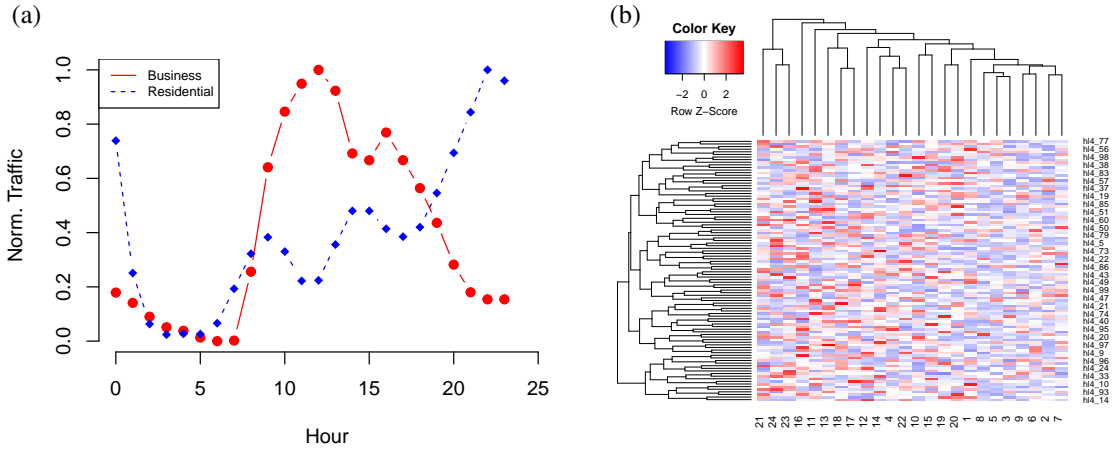 (a)
Norm. Traffic
1.0
0.8
0.6
0.4
0.2
0.0
Business
Residential
0 5 10 15 20 25
Hour
(b)
Color Key
−2 0 2
Row Z−Score
hl4_77
hl4_56
hl4_98
hl4_38
hl4_83
hl4_57
hl4_37
hl4_19
hl4_85
hl4_51
hl4_60
hl4_50
hl4_79
hl4_5
hl4_73
hl4_22
hl4_86
hl4_43
hl4_49
hl4_99
hl4_47
hl4_21
hl4_74
hl4_40
hl4_95
hl4_20
hl4_97
hl4_9
hl4_96
hl4_24
hl4_33
hl4_10
hl4_93
hl4_14
21 24 23 16 11 13 18 17 12 14 4 22 10 15 19 20 1 8 5 3 9 6 2 7